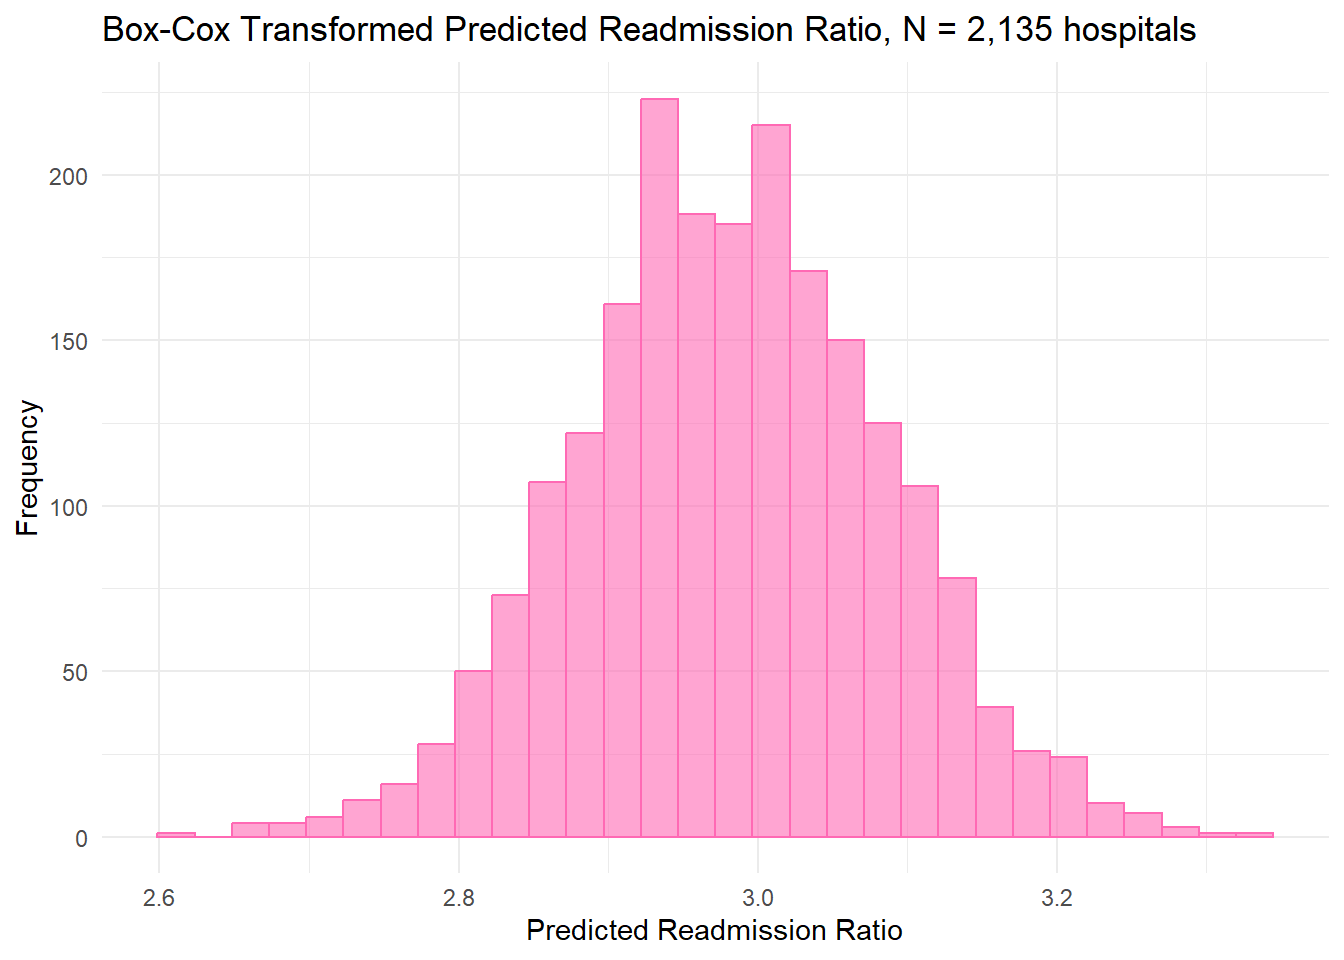 Box-Cox Transformed Predicted Readmission Ratio, N = 2,135 hospitals
Frequency
200
150
100
50
0
2.6 2.8 3.0 3.2
Predicted Readmission Ratio